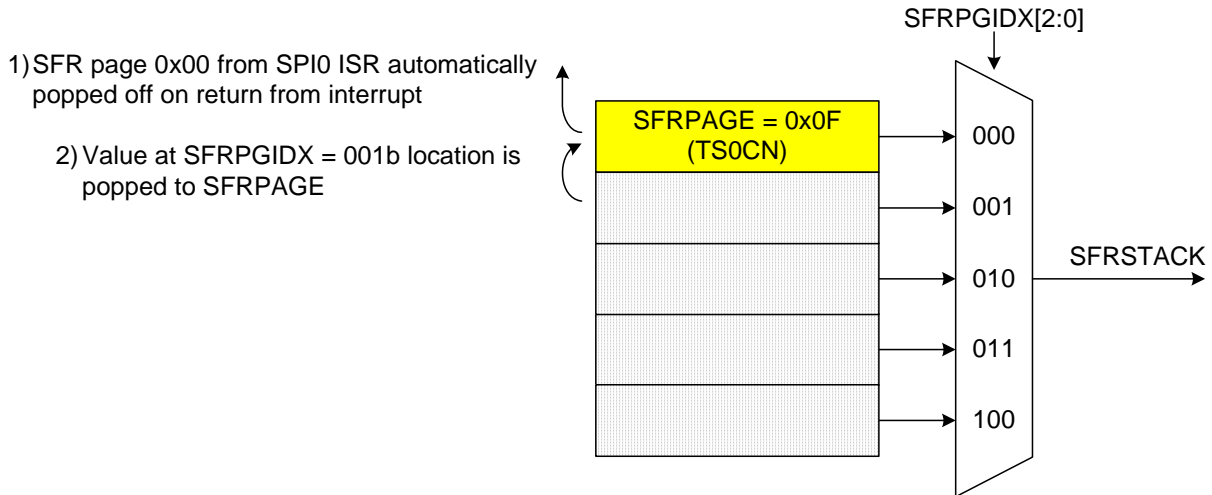 SFRPGIDX[2:0]
1) SFR page 0x00 from SPI0 ISR automatically
popped off on return from interrupt
2) Value at SFRPGIDX = 001b location is
popped to SFRPAGE
SFRPAGE = 0x0F
(TS0CN)
000
001
010
011
100
SFRSTACK